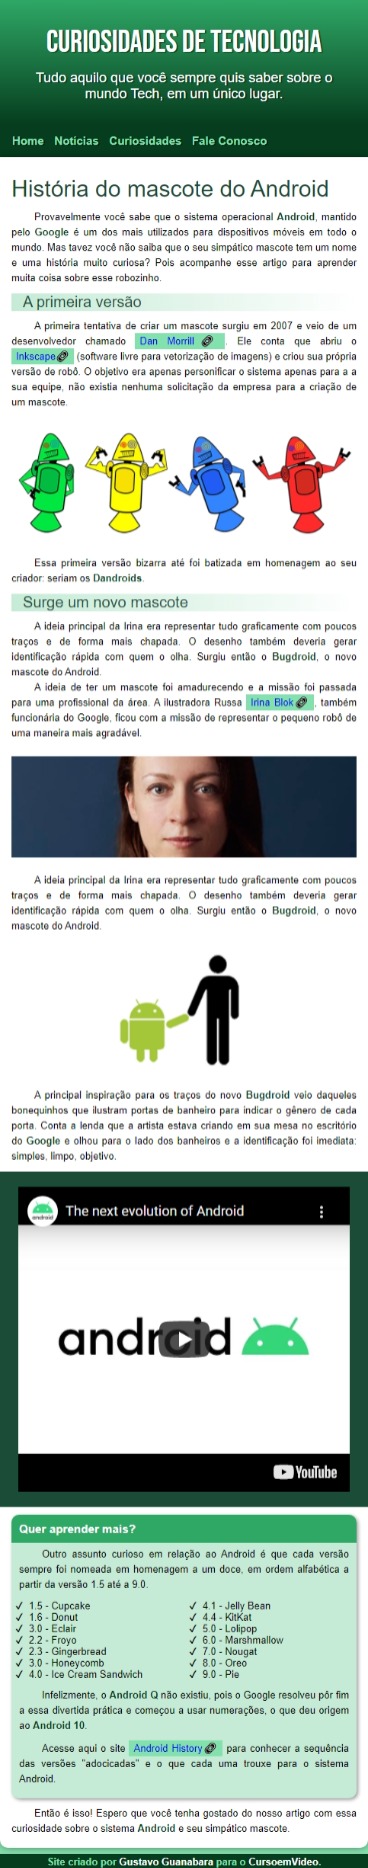 CURIOSIDADES DE TECNOLOGIA
Tudo aquilo que você sempre quis saber sobre o
mundo Tech, em um único lugar.
Home Notícias Curiosidades Fale Conosco
História do mascote do Android
Provavelmente você sabe que o sistema operacional Android, mantido
pelo Google é um dos mais utilizados para dispositivos móveis em todo o
mundo. Mas tavez você não saiba que o seu simpático mascote tem um nome
e uma história muito curiosa? Pois acompanhe esse artigo para aprender
muita coisa sobre esse robozinho.
A primeira versão
A primeira tentativa de criar um mascote surgiu em 2007 e veio de um
desenvolvedor chamado Dan Morrill . Ele conta que abriu o
Inkscape (software livre para vetorização de imagens) e criou sua própria
versão de robô. O objetivo era apenas personificar o sistema apenas para a a
sua equipe, não existia nenhuma solicitação da empresa para a criação de
um mascote.
Essa primeira versão bizarra até foi batizada em homenagem ao seu
criador: seriam os Dandroids.
Surge um novo mascote
A ideia principal da Irina era representar tudo graficamente com poucos
traços e de forma mais chapada. O desenho também deveria gerar
identificação rápida com quem o olha. Surgiu então o Bugdroid, o novo
mascote do Android.
A ideia de ter um mascote foi amadurecendo e a missão foi passada
para uma profissional da área. A ilustradora Russa Irina Blok , também
funcionária do Google, ficou com a missão de representar o pequeno robô de
uma maneira mais agradável.
A ideia principal da Irina era representar tudo graficamente com poucos
traços e de forma mais chapada. O desenho também deveria gerar
identificação rápida com quem o olha. Surgiu então o Bugdroid, o novo
mascote do Android.
A principal inspiração para os traços do novo Bugdroid veio daqueles
bonequinhos que ilustram portas de banheiro para indicar o gênero de cada
porta. Conta a lenda que a artista estava criando em sua mesa no escritório
do Google e olhou para o lado dos banheiros e a identificação foi imediata:
simples, limpo, objetivo.
android The next evolution of Android
android
YouTube
Quer aprender mais?
Outro assunto curioso em relação ao Android é que cada versão
sempre foi nomeada em homenagem a um doce, em ordem alfabética a
partir da versão 1.5 até a 9.0.
✓ 1.5 - Cupcake
✓ 1.6 - Donut
✓ 3.0 - Eclair
✓ 2.2 - Froyo
✓ 2.3 - Gingerbread
✓ 3.0 - Honeycomb
✓ 4.0 - Ice Cream Sandwich
✓ 4.1 - Jelly Bean
✓ 4.4 - KitKat
✓ 5.0 - Lolipop
✓ 6.0 - Marshmallow
✓ 7.0 - Nougat
✓ 8.0 - Oreo
✓ 9.0 - Pie
Infelizmente, o Android Q não existiu, pois o Google resolveu pôr fim
a essa divertida prática e começou a usar numerações, o que deu origem
ao Android 10.
Acesse aqui o site Android History para conhecer a sequência
das versões "adocicadas" e o que cada uma trouxe para o sistema
Android.
Então é isso! Espero que você tenha gostado do nosso artigo com essa
curiosidade sobre o sistema Android e seu simpático mascote.
Site criado por Gustavo Guanabara para o CursoemVideo.